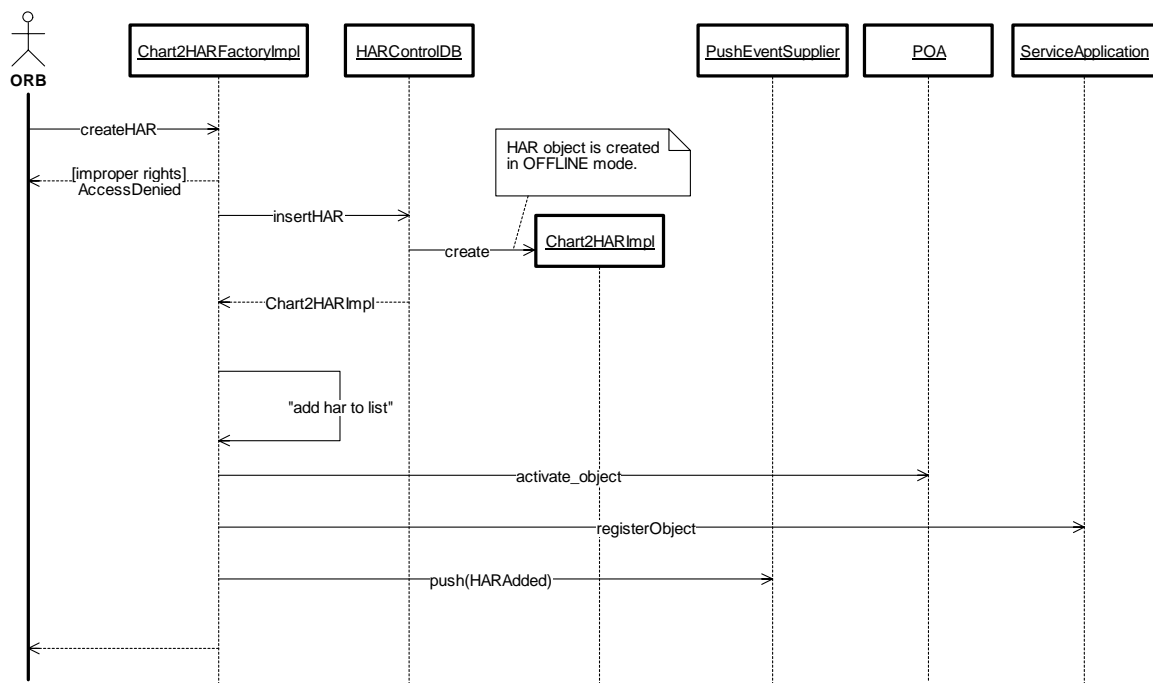 Chart2HARFactoryImpl
HARControlDB
PushEventSupplier
POA
ServiceApplication
ORB
createHAR
HAR object is created
in OFFLINE mode.
[improper rights]
AccessDenied
insertHAR
create
Chart2HARImpl
Chart2HARImpl
"add har to list"
activate_object
registerObject
push(HARAdded)